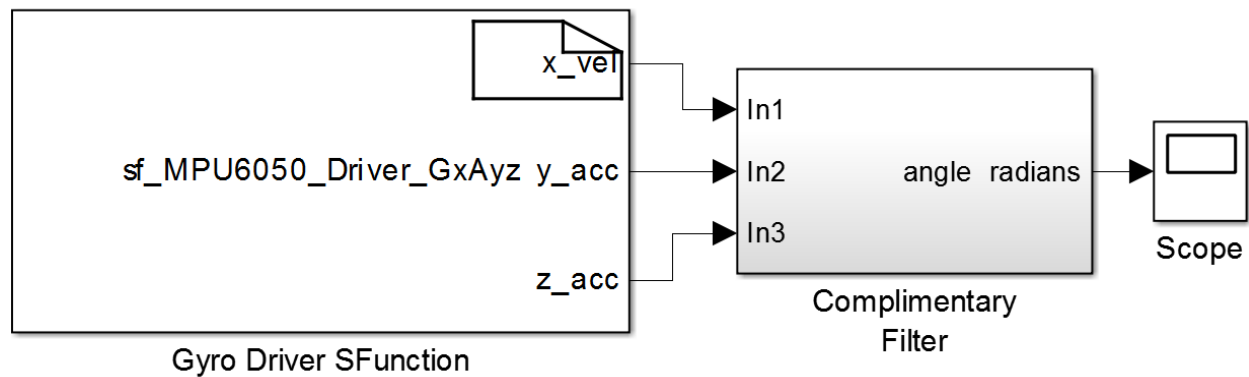 x_vel
sf_MPU6050_Driver_GxAyz y_acc
z_acc
Gyro Driver SFunction
In1
In2
In3
angle radians
Complimentary
Filter
Scope